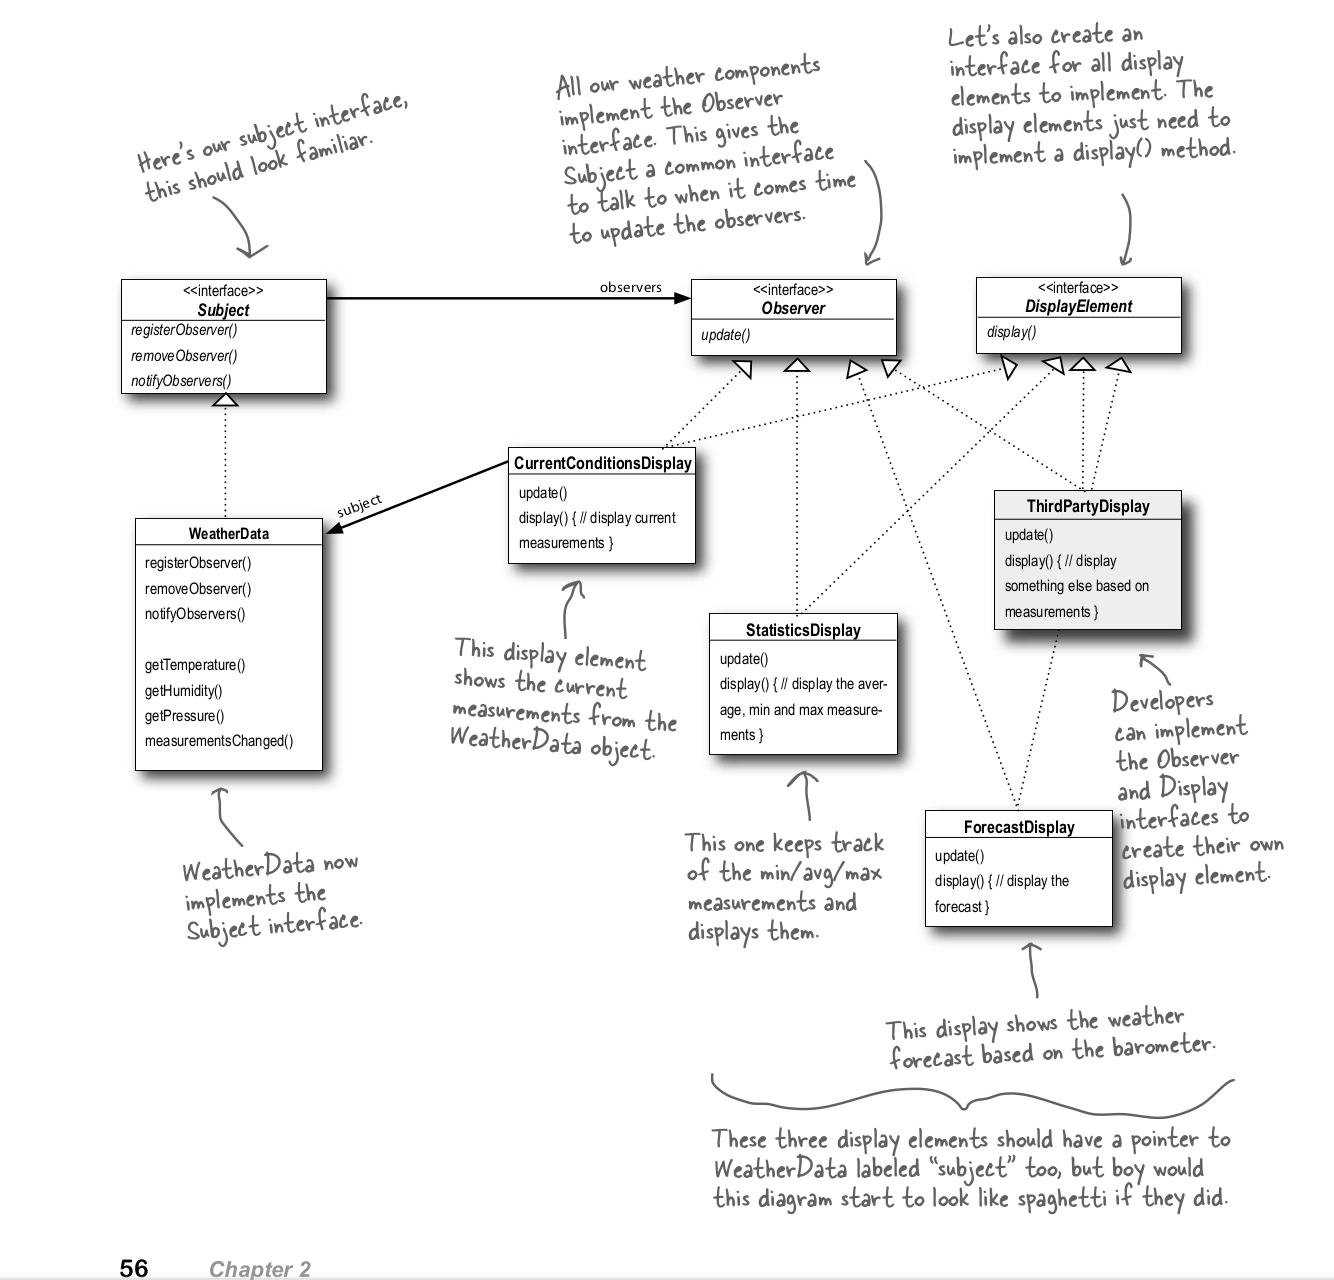 Here's our subject interface,
this should look familiar.
All our weather components
implement the Observer
interface. This gives the
Subject a common interface
to talk to when it comes time
to update the observers.
Let's also create an
interface for all display
elements to implement. The
display elements just need to
implement a display() method.
<<interface>>
Subject
registerObserver()
removeObserver()
notifyObservers()
observers
<<interface>>
Observer
update()
<<interface>>
DisplayElement
display()
subject
WeatherData
registerObserver()
removeObserver()
notifyObservers()
getTemperature()
getHumidity()
getPressure()
measurementsChanged()
WeatherData now
implements the
Subject interface.
CurrentConditionsDisplay
update()
display() { // display current
measurements }
This display element
shows the current
measurements from the
WeatherData object.
StatisticsDisplay
update()
display() { // display the aver-
age, min and max measure-
ments }
This one keeps track
of the min/avg/max
measurements and
displays them.
ThirdPartyDisplay
update()
display() { // display
something else based on
measurements }
Developers
can implement
the Observer
and Display
interfaces to
create their own
display element.
ForecastDisplay
update()
display() { // display the
forecast }
This display shows the weather
forecast based on the barometer.
These three display elements should have a pointer to
WeatherData labeled “subject” too, but boy would
this diagram start to look like spaghetti if they did.
56 Chapter 2